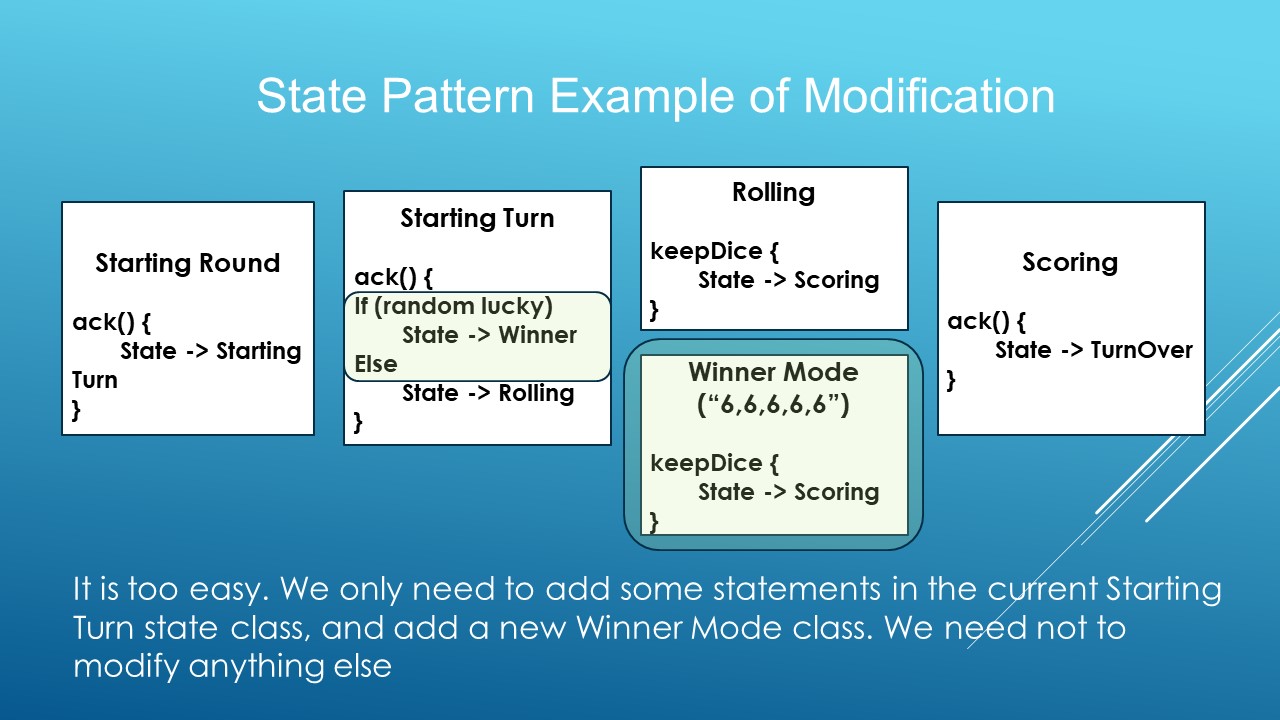 State Pattern Example of Modification
Starting Round
ack() {
State -> Starting
Turn
}
Starting Turn
ack() {
If (random lucky)
State -> Winner
Else
State -> Rolling
}
Rolling
keepDice {
State -> Scoring
}
Winner Mode
(“6,6,6,6,6”)
keepDice {
State -> Scoring
}
Scoring
ack() {
State -> TurnOver
}
It is too easy. We only need to add some statements in the current Starting
Turn state class, and add a new Winner Mode class. We need not to
modify anything else